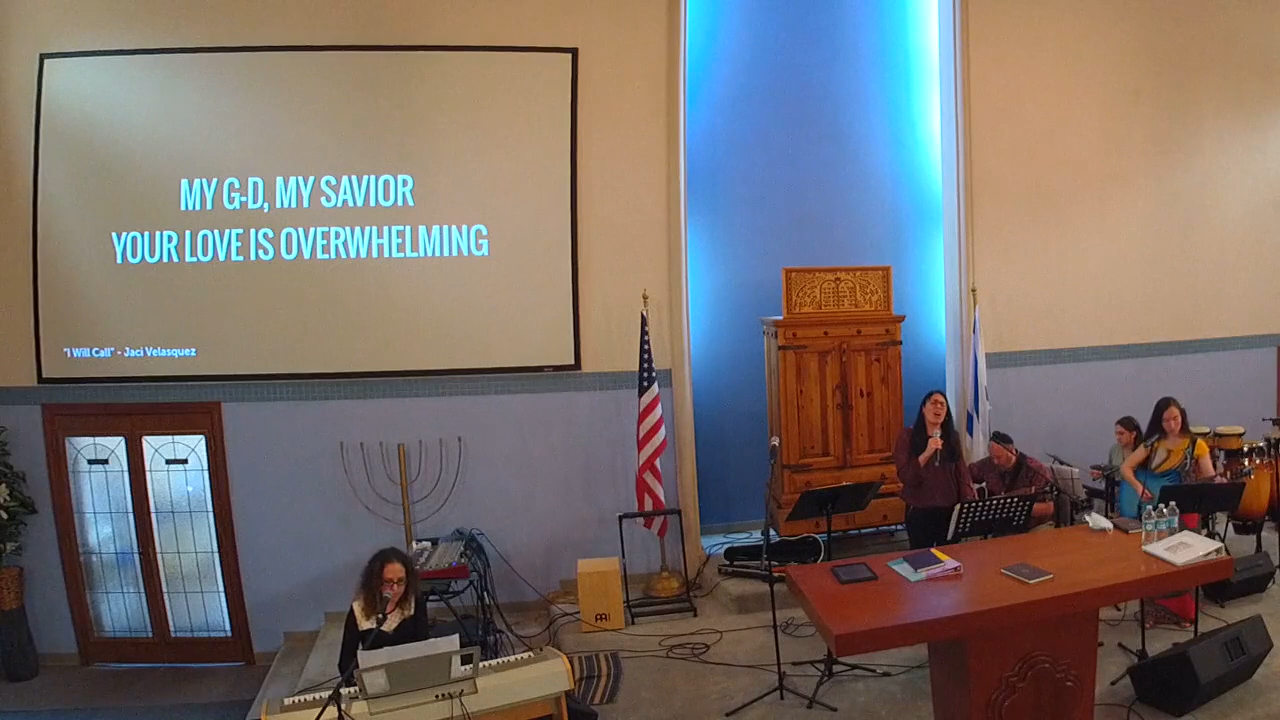 MY G-D, MY SAVIOR
YOUR LOVE IS OVERWHELMING
"I Will Call" - Jaci Velasquez